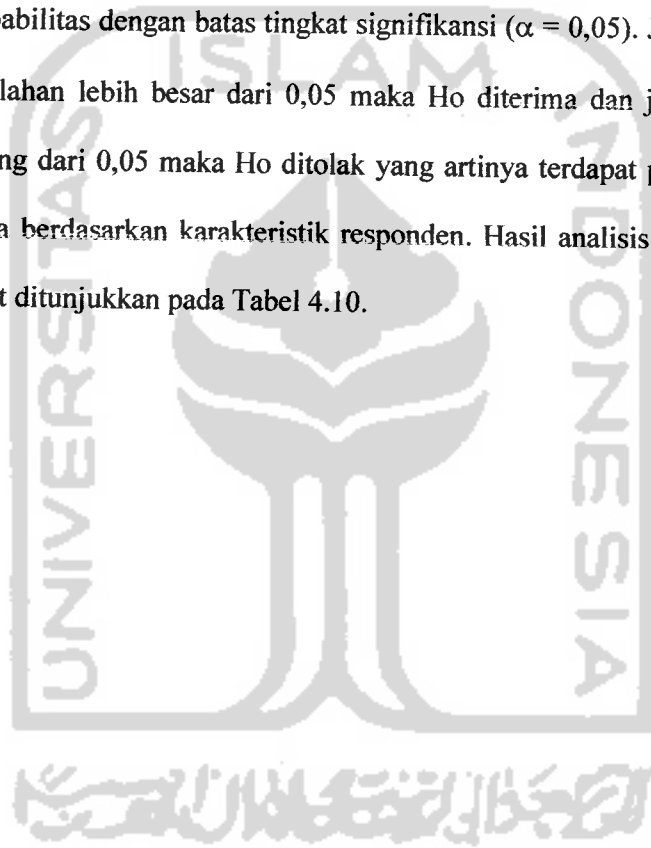 abilitas dengan batas tingkat signifikansi (α = 0,05).
lahan lebih besar dari 0,05 maka Ho diterima dan j
ng dari 0,05 maka Ho ditolak yang artinya terdapat
a berdasarkan karakteristik responden. Hasil analisis
t ditunjukkan pada Tabel 4.10.
ISLAM
UNIVERSITAS
INDONESIA